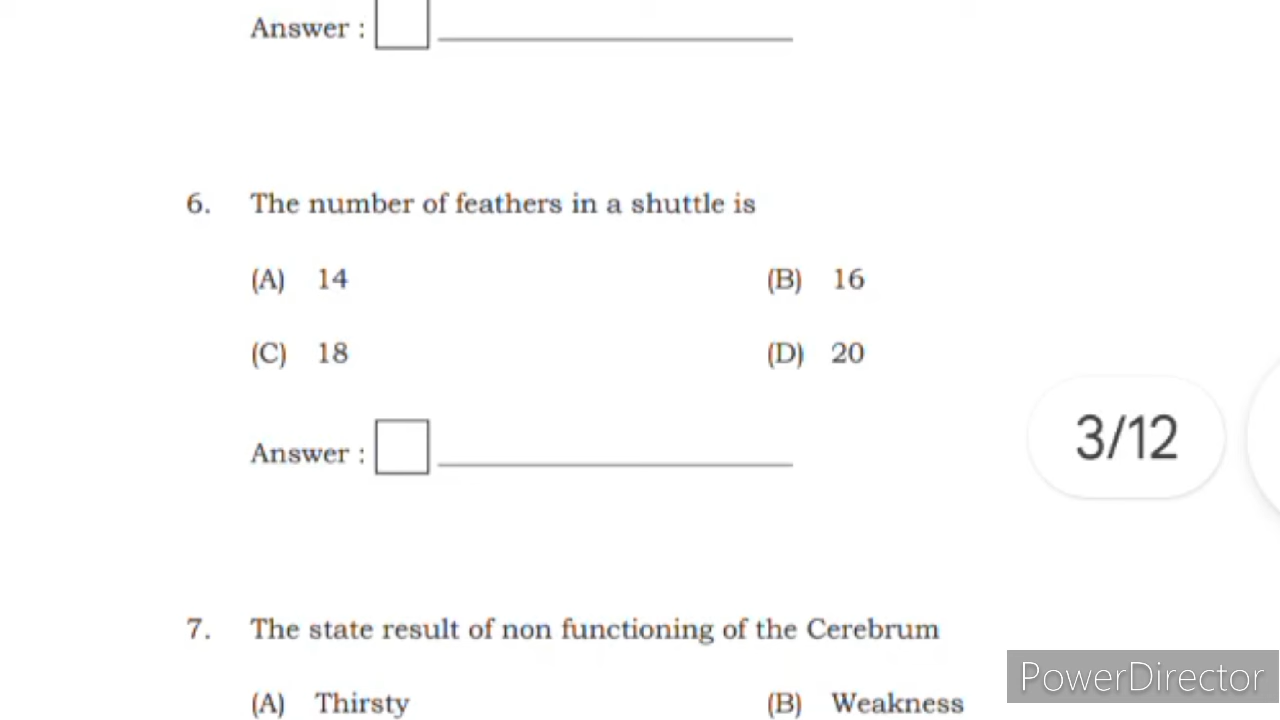 Answer :
6. The number of feathers in a shuttle is
(A) 14 (B) 16
(C) 18 (D) 20
Answer :
3/12
7. The state result of non functioning of the Cerebrum
(A) Thirsty (B) Weakness
PowerDirector